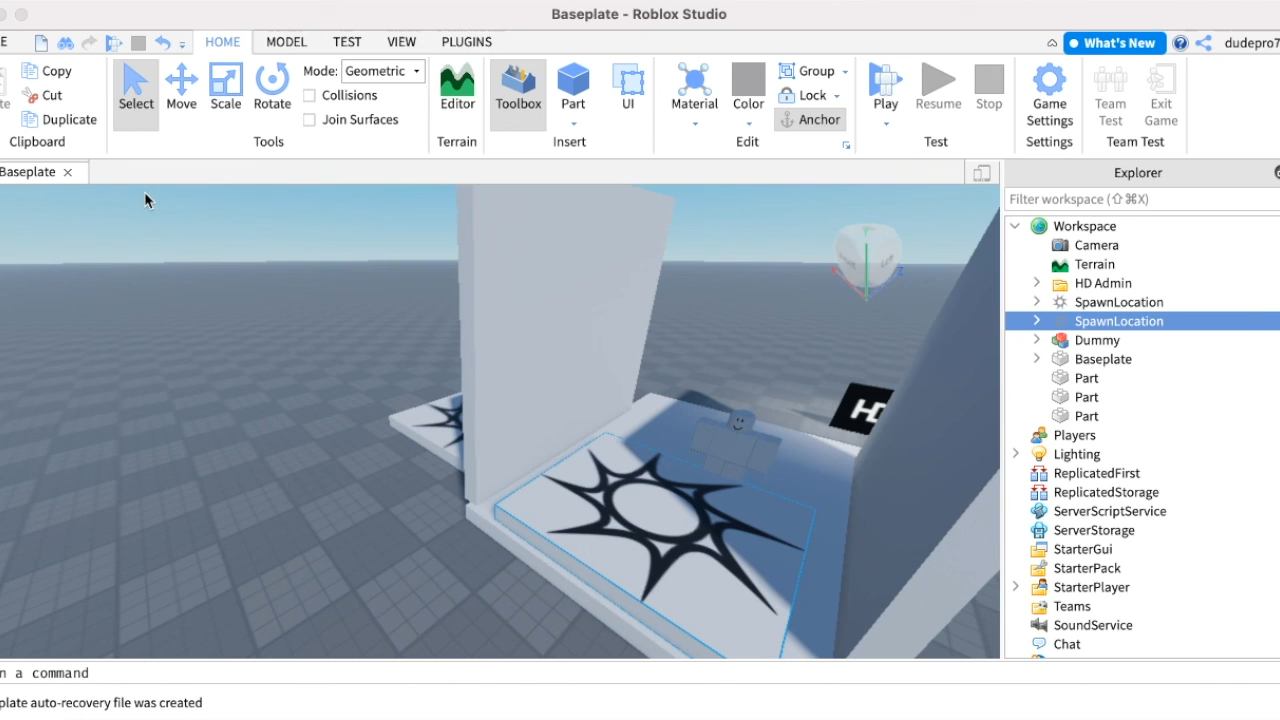 Baseplate - Roblox Studio
HOME MODEL TEST VIEW PLUGINS What's New dudepro7
Copy
Cut
Duplicate
Clipboard
Select Move Scale Rotate
Mode: Geometric
Collisions
Join Surfaces
Tools
Editor
Terrain
Toolbox Part UI
Insert
Material Color
Group
Lock
Anchor
Edit
Play Resume Stop
Test
Game Settings
Settings
Team Test
Exit Game
Team Test
Baseplate
Explorer
Filter workspace (⇧⌘X)
Workspace
Camera
Terrain
HD Admin
SpawnLocation
SpawnLocation
Dummy
Baseplate
Part
Part
Part
Players
Lighting
ReplicatedFirst
ReplicatedStorage
ServerScriptService
ServerStorage
StarterGui
StarterPack
StarterPlayer
Teams
SoundService
Chat
HD
n a command
plate auto-recovery file was created